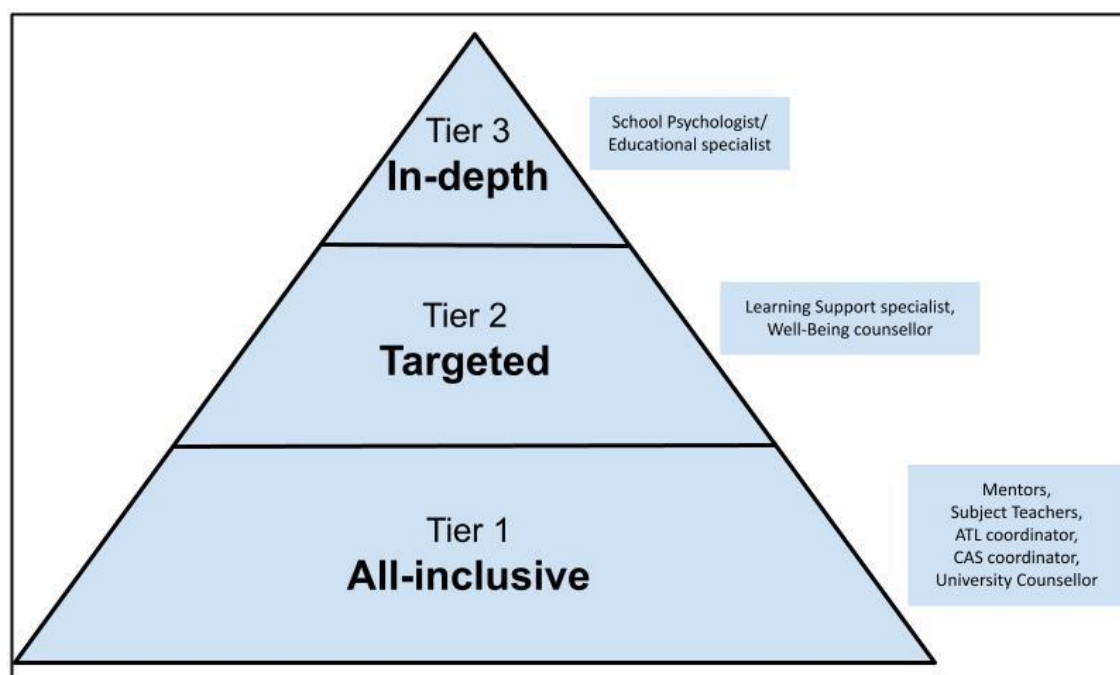 Tier 3
In-depth
School Psychologist/
Educational specialist
Tier 2
Targeted
Learning Support specialist,
Well-Being counsellor
Tier 1
All-inclusive
Mentors,
Subject Teachers,
ATL coordinator,
CAS coordinator,
University Counsellor